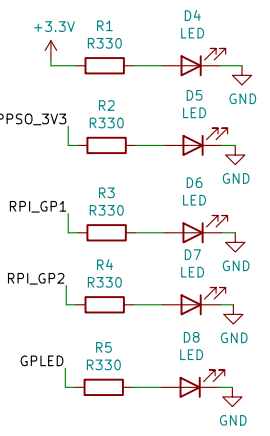 +3.3V
R1
R330
D4
LED
GND
PPSO_3V3
R2
R330
D5
LED
GND
RPI_GP1
R3
R330
D6
LED
GND
RPI_GP2
R4
R330
D7
LED
GND
GPLED
R5
R330
D8
LED
GND